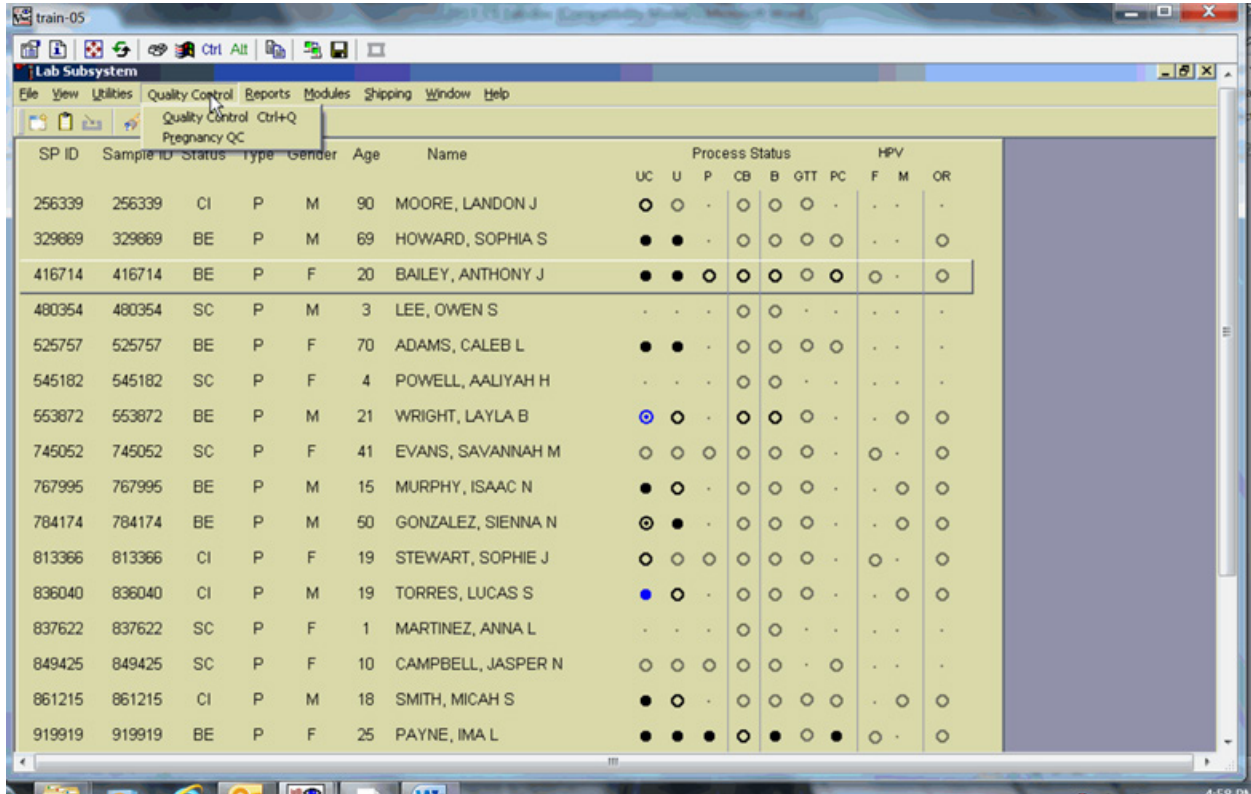 train-05
Ctrl Alt
Lab Subsystem
File View Utilities Quality Control Reports Modules Shipping Window Help
Quality Control Ctrl+Q
Pregnancy QC
SP ID Sample ID Status Type Gender Age Name Process Status HPV
UC U P CB B GTT PC F M OR
256339 256339 CI P M 90 MOORE, LANDON J
329869 329869 BE P M 69 HOWARD, SOPHIA S
416714 416714 BE P F 20 BAILEY, ANTHONY J
480354 480354 SC P M 3 LEE, OWEN S
525757 525757 BE P F 70 ADAMS, CALEB L
545182 545182 SC P F 4 POWELL, AALIYAH H
553872 553872 BE P M 21 WRIGHT, LAYLA B
745052 745052 SC P F 41 EVANS, SAVANNAH M
767995 767995 BE P M 15 MURPHY, ISAAC N
784174 784174 BE P M 50 GONZALEZ, SIENNA N
813366 813366 CI P F 19 STEWART, SOPHIE J
836040 836040 CI P M 19 TORRES, LUCAS S
837622 837622 SC P F 1 MARTINEZ, ANNA L
849425 849425 SC P F 10 CAMPBELL, JASPER N
861215 861215 CI P M 18 SMITH, MICAH S
919919 919919 BE P F 25 PAYNE, IMA L
4:58 PM